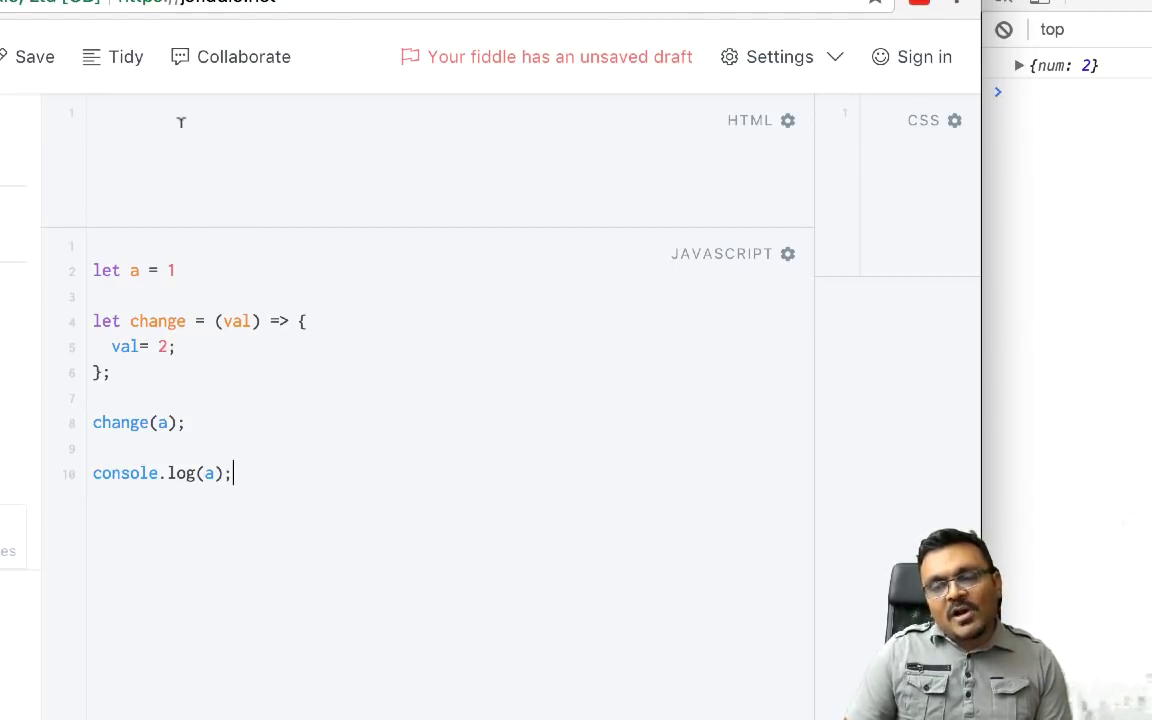 Save Tidy Collaborate Your fiddle has an unsaved draft Settings Sign in
top
{num: 2}
>
1 HTML
1 CSS
JAVASCRIPT
1
2 let a = 1
3
4 let change = (val) => {
5 val= 2;
6 };
7
8 change(a);
9
10 console.log(a);
es